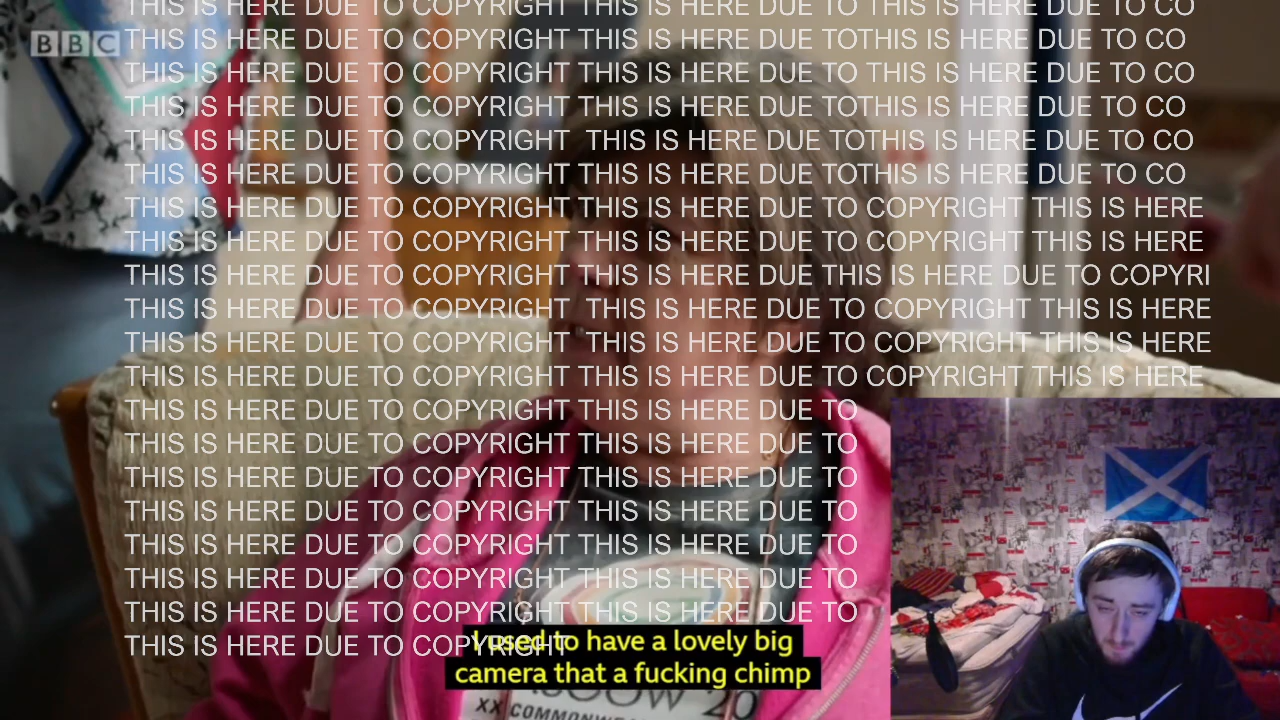 THIS IS HERE DUE TO COPYRIGHT THIS IS HERE DUE TO THIS IS HERE DUE TO CO
BBC
THIS IS HERE DUE TO COPYRIGHT THIS IS HERE DUE TOTHIS IS HERE DUE TO CO
THIS IS HERE DUE TO COPYRIGHT THIS IS HERE DUE TO THIS IS HERE DUE TO CO
THIS IS HERE DUE TO COPYRIGHT THIS IS HERE DUE TOTHIS IS HERE DUE TO CO
THIS IS HERE DUE TO COPYRIGHT THIS IS HERE DUE TOTHIS IS HERE DUE TO CO
THIS IS HERE DUE TO COPYRIGHT THIS IS HERE DUE TOTHIS IS HERE DUE TO CO
THIS IS HERE DUE TO COPYRIGHT THIS IS HERE DUE TO COPYRIGHT THIS IS HERE
THIS IS HERE DUE TO COPYRIGHT THIS IS HERE DUE TO COPYRIGHT THIS IS HERE
THIS IS HERE DUE TO COPYRIGHT THIS IS HERE DUE THIS IS HERE DUE TO COPYRI
THIS IS HERE DUE TO COPYRIGHT THIS IS HERE DUE TO COPYRIGHT THIS IS HERE
THIS IS HERE DUE TO COPYRIGHT THIS IS HERE DUE TO COPYRIGHT THIS IS HERE
THIS IS HERE DUE TO COPYRIGHT THIS IS HERE DUE TO COPYRIGHT THIS IS HERE
THIS IS HERE DUE TO COPYRIGHT THIS IS HERE DUE TO
THIS IS HERE DUE TO COPYRIGHT THIS IS HERE DUE TO
THIS IS HERE DUE TO COPYRIGHT THIS IS HERE DUE TO
THIS IS HERE DUE TO COPYRIGHT THIS IS HERE DUE TO
THIS IS HERE DUE TO COPYRIGHT THIS IS HERE DUE TO
THIS IS HERE DUE TO COPYRIGHT THIS IS HERE DUE TO
THIS IS HERE DUE TO COPYRIGHT THIS IS HERE DUE TO
THIS IS HERE DUE TO COPYRIGHT
I used to have a lovely big
camera that a fucking chimp
GLASGOW 20
XX COMMONWE